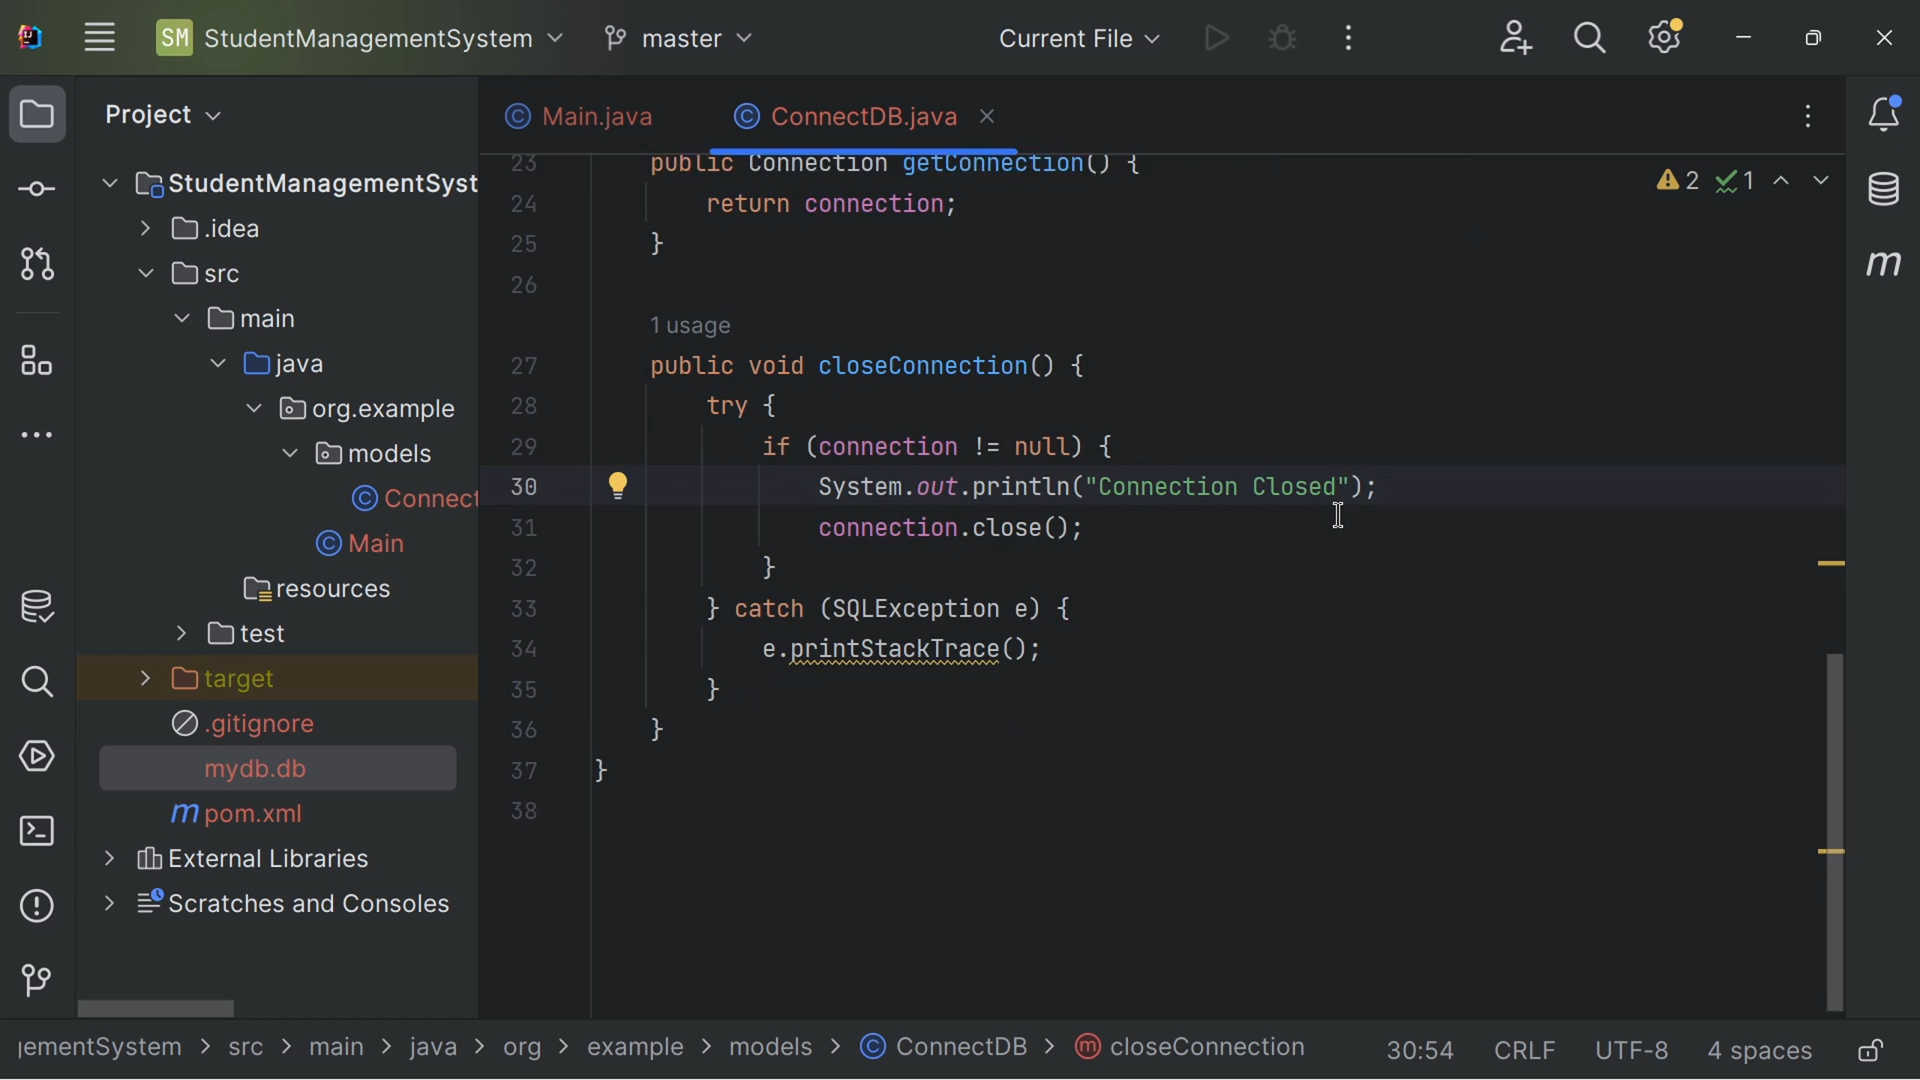 SM StudentManagementSystem master Current File
Project
Main.java ConnectDB.java
StudentManagementSyst
.idea
src
main
java
org.example
models
Connect
Main
resources
test
target
.gitignore
mydb.db
m pom.xml
External Libraries
Scratches and Consoles
23 public Connection getConnection() {
2 1
24 return connection;
25 }
26
1 usage
27 public void closeConnection() {
28 try {
29 if (connection != null) {
30 System.out.println("Connection Closed");
31 connection.close();
32 }
33 } catch (SQLException e) {
34 e.printStackTrace();
35 }
36 }
37 }
38
m
gementSystem > src > main > java > org > example > models > ConnectDB > closeConnection 30:54 CRLF UTF-8 4 spaces